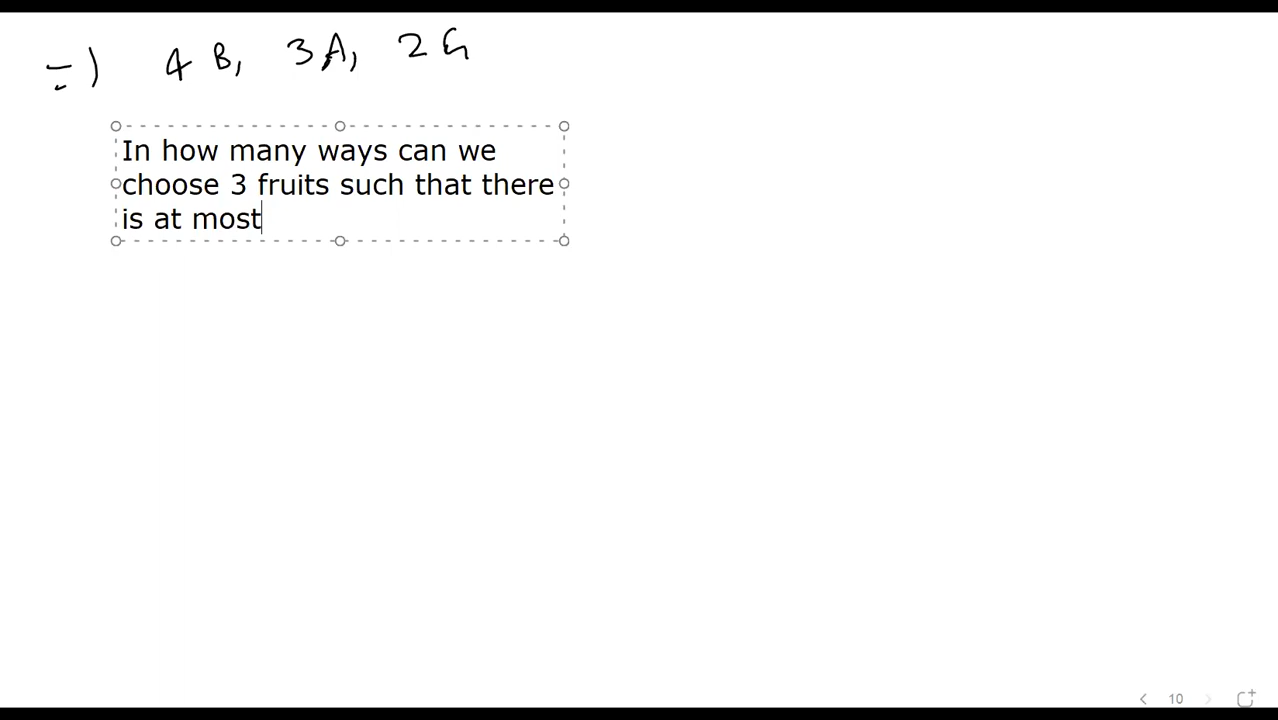 =) 4 B, 3 A, 2 G
In how many ways can we
choose 3 fruits such that there
is at most
10